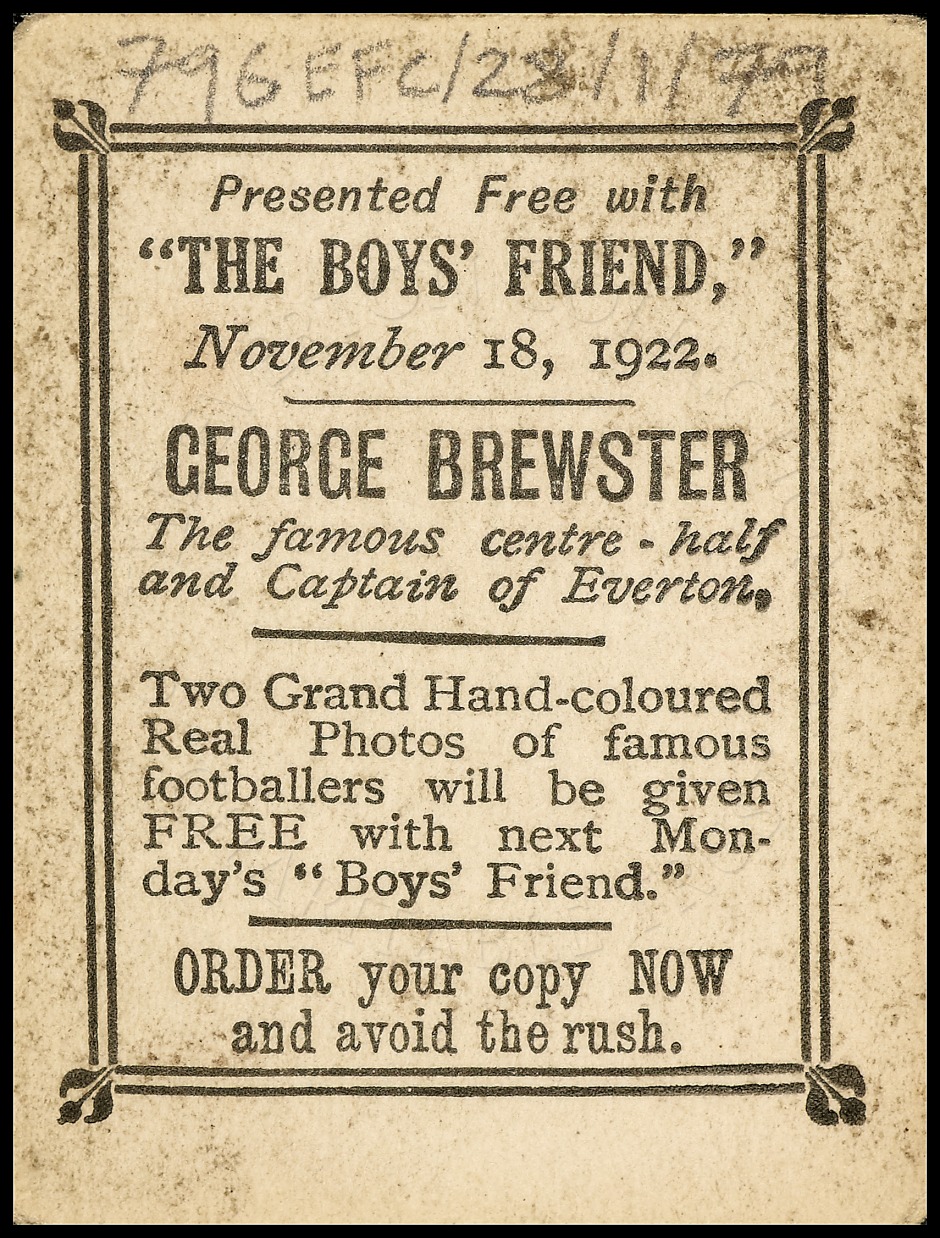 796EFC/28/1/79
Presented Free with
“THE BOYS’ FRIEND,”
November 18, 1922.
GEORGE BREWSTER
The famous centre-half
and Captain of Everton.
Two Grand Hand-coloured
Real Photos of famous
footballers will be given
FREE with next Mon-
day’s “Boys’ Friend.”
ORDER your copy NOW
and avoid the rush.